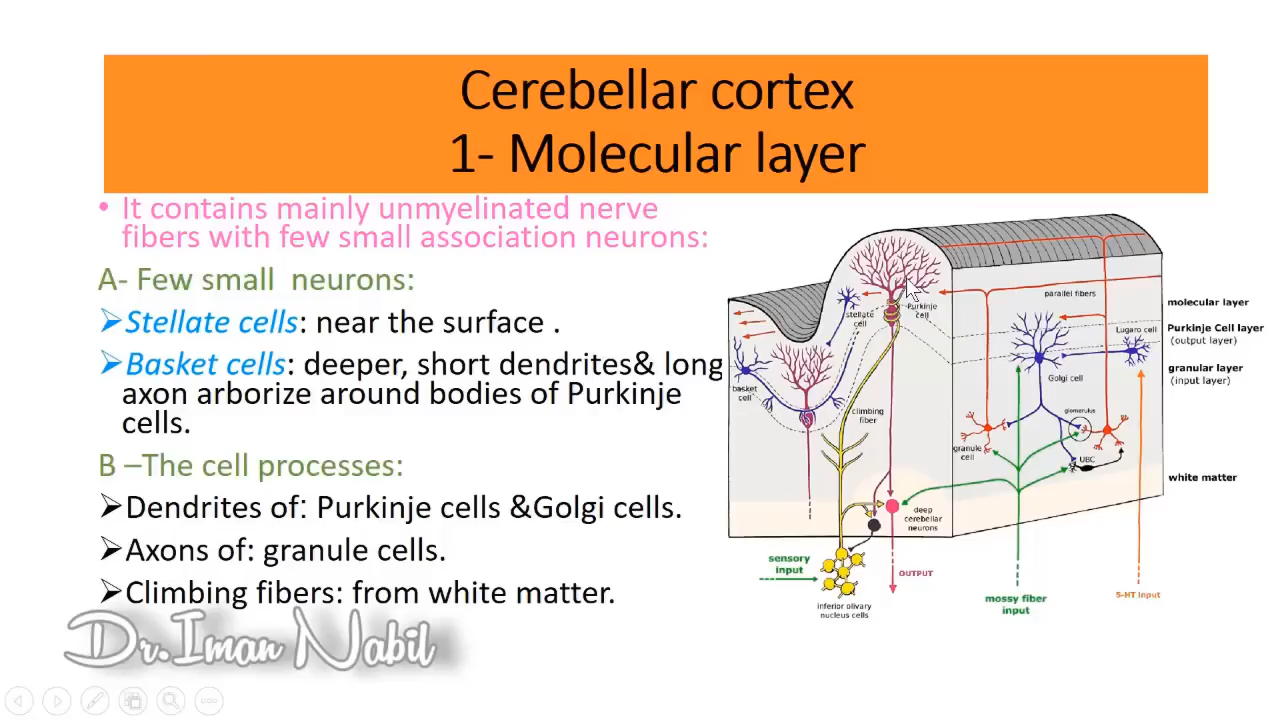 Cerebellar cortex
1- Molecular layer
• It contains mainly unmyelinated nerve
fibers with few small association neurons:
A- Few small neurons:
➢Stellate cells: near the surface .
➢Basket cells: deeper, short dendrites& long
axon arborize around bodies of Purkinje
cells.
B –The cell processes:
➢Dendrites of: Purkinje cells &Golgi cells.
➢Axons of: granule cells.
➢Climbing fibers: from white matter.
Dr.Iman Nabil
parallel fibers
Purkinje
cell
stellate
cell
Lugaro cell
basket
cell
Golgi cell
climbing
fiber
glomerulus
granule
cell
UBC
deep
cerebellar
neurons
sensory
input
OUTPUT
inferior olivary
nucleus cells
mossy fiber
input
5-HT input
molecular layer
Purkinje Cell layer
(output layer)
granular layer
(input layer)
white matter